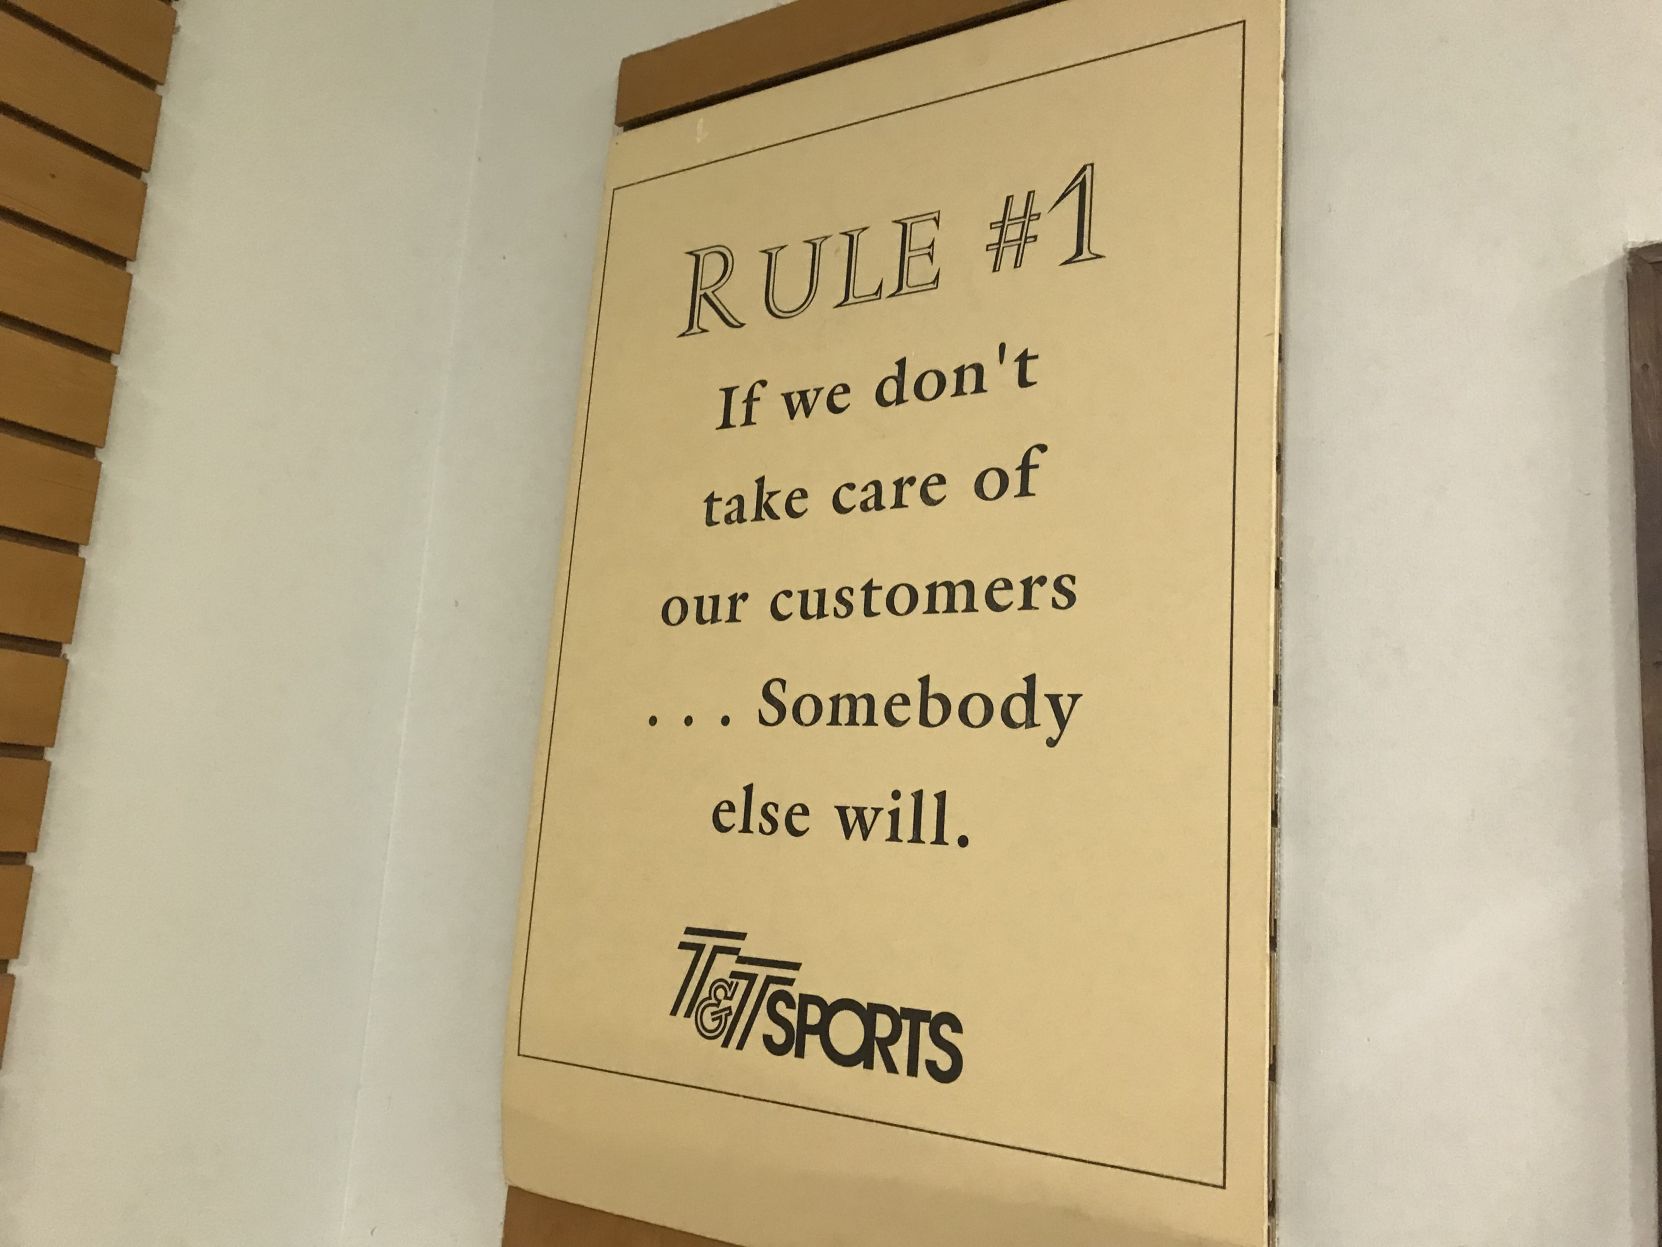 RULE #1
If we don't
take care of
our customers
. . . Somebody
else will.
T&T SPORTS